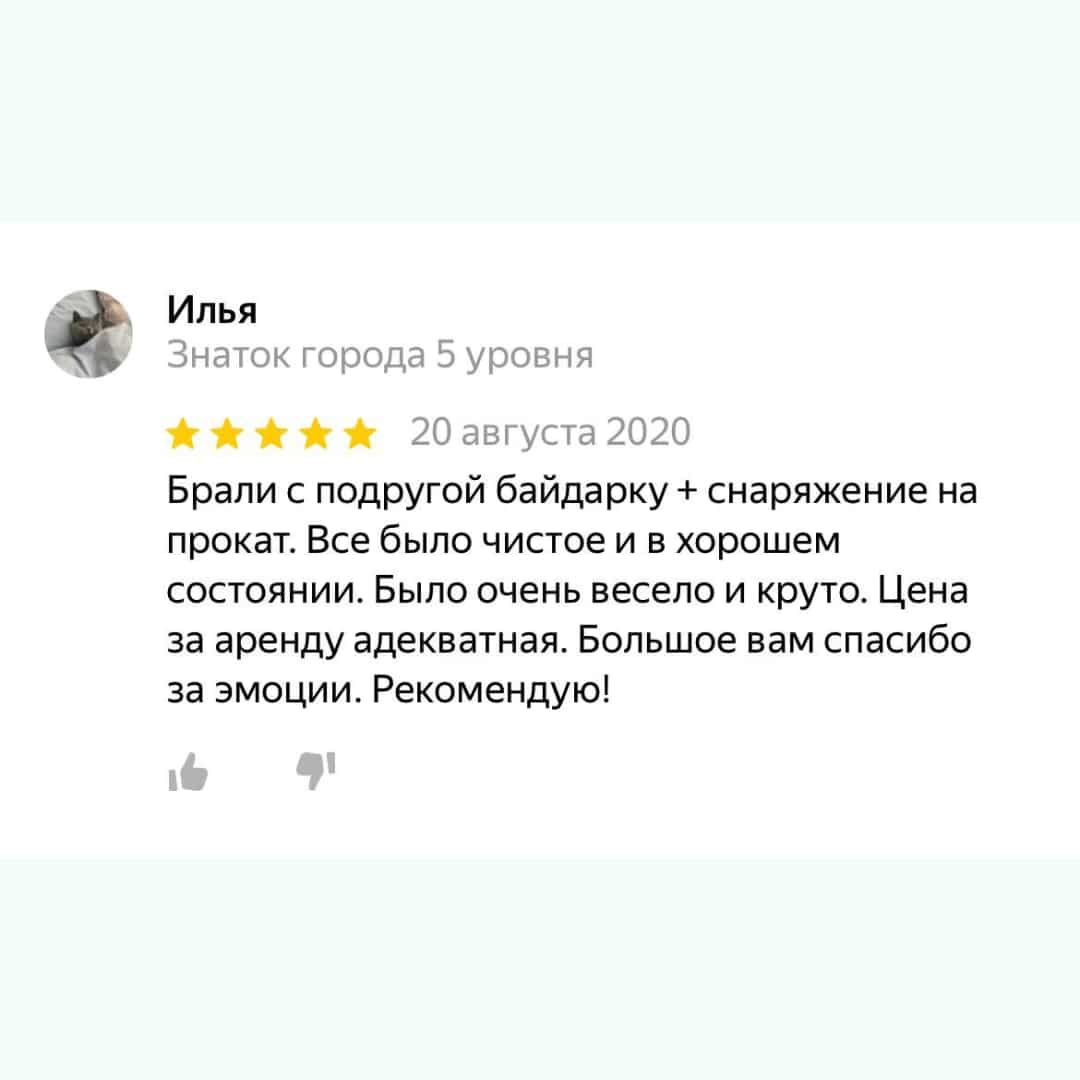 Илья
Знаток города 5 уровня
20 августа 2020
Брали с подругой байдарку + снаряжение на
прокат. Все было чистое и в хорошем
состоянии. Было очень весело и круто. Цена
за аренду адекватная. Большое вам спасибо
за эмоции. Рекомендую!